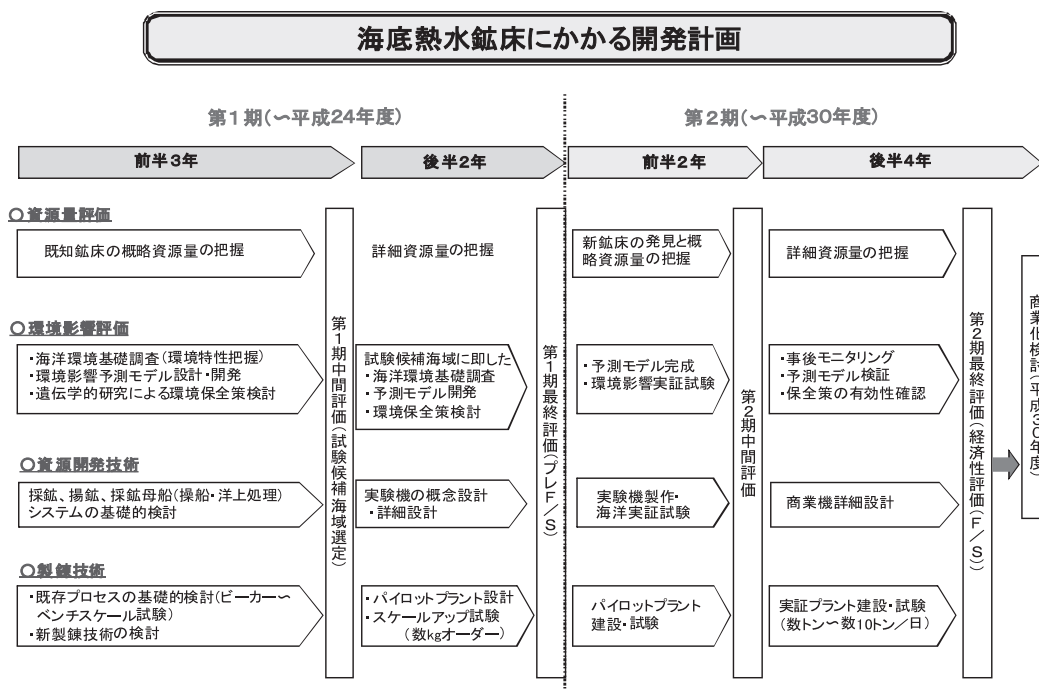 海底熱水鉱床にかかる開発計画
第1期(～平成24年度)
第2期(～平成30年度)
前半3年
後半2年
前半2年
後半4年
○資源量評価
既知鉱床の概略資源量の把握
詳細資源量の把握
新鉱床の発見と概
略資源量の把握
詳細資源量の把握
○環境影響評価
・海洋環境基礎調査(環境特性把握)
・環境影響予測モデル設計・開発
・遺伝学的研究による環境保全策検討
試験候補海域に即した
・海洋環境基礎調査
・予測モデル開発
・環境保全策検討
・予測モデル完成
・環境影響実証試験
・事後モニタリング
・予測モデル検証
・保全策の有効性確認
○資源開発技術
採鉱、揚鉱、採鉱母船(操船・洋上処理)
システムの基礎的検討
実験機の概念設計
・詳細設計
実験機製作・
海洋実証試験
商業機詳細設計
○製錬技術
・既存プロセスの基礎的検討(ビーカー～
ベンチスケール試験)
・新製錬技術の検討
・パイロットプラント設計
・スケールアップ試験
(数kgオーダー)
パイロットプラント
建設・試験
実証プラント建設・試験
(数トン～数10トン／日)
第1期中間評価(試験候補海域選定)
第1期最終評価(プレF／S)
第2期中間評価
第2期最終評価(経済性評価(F／S)
商業化検討(平成30年度)